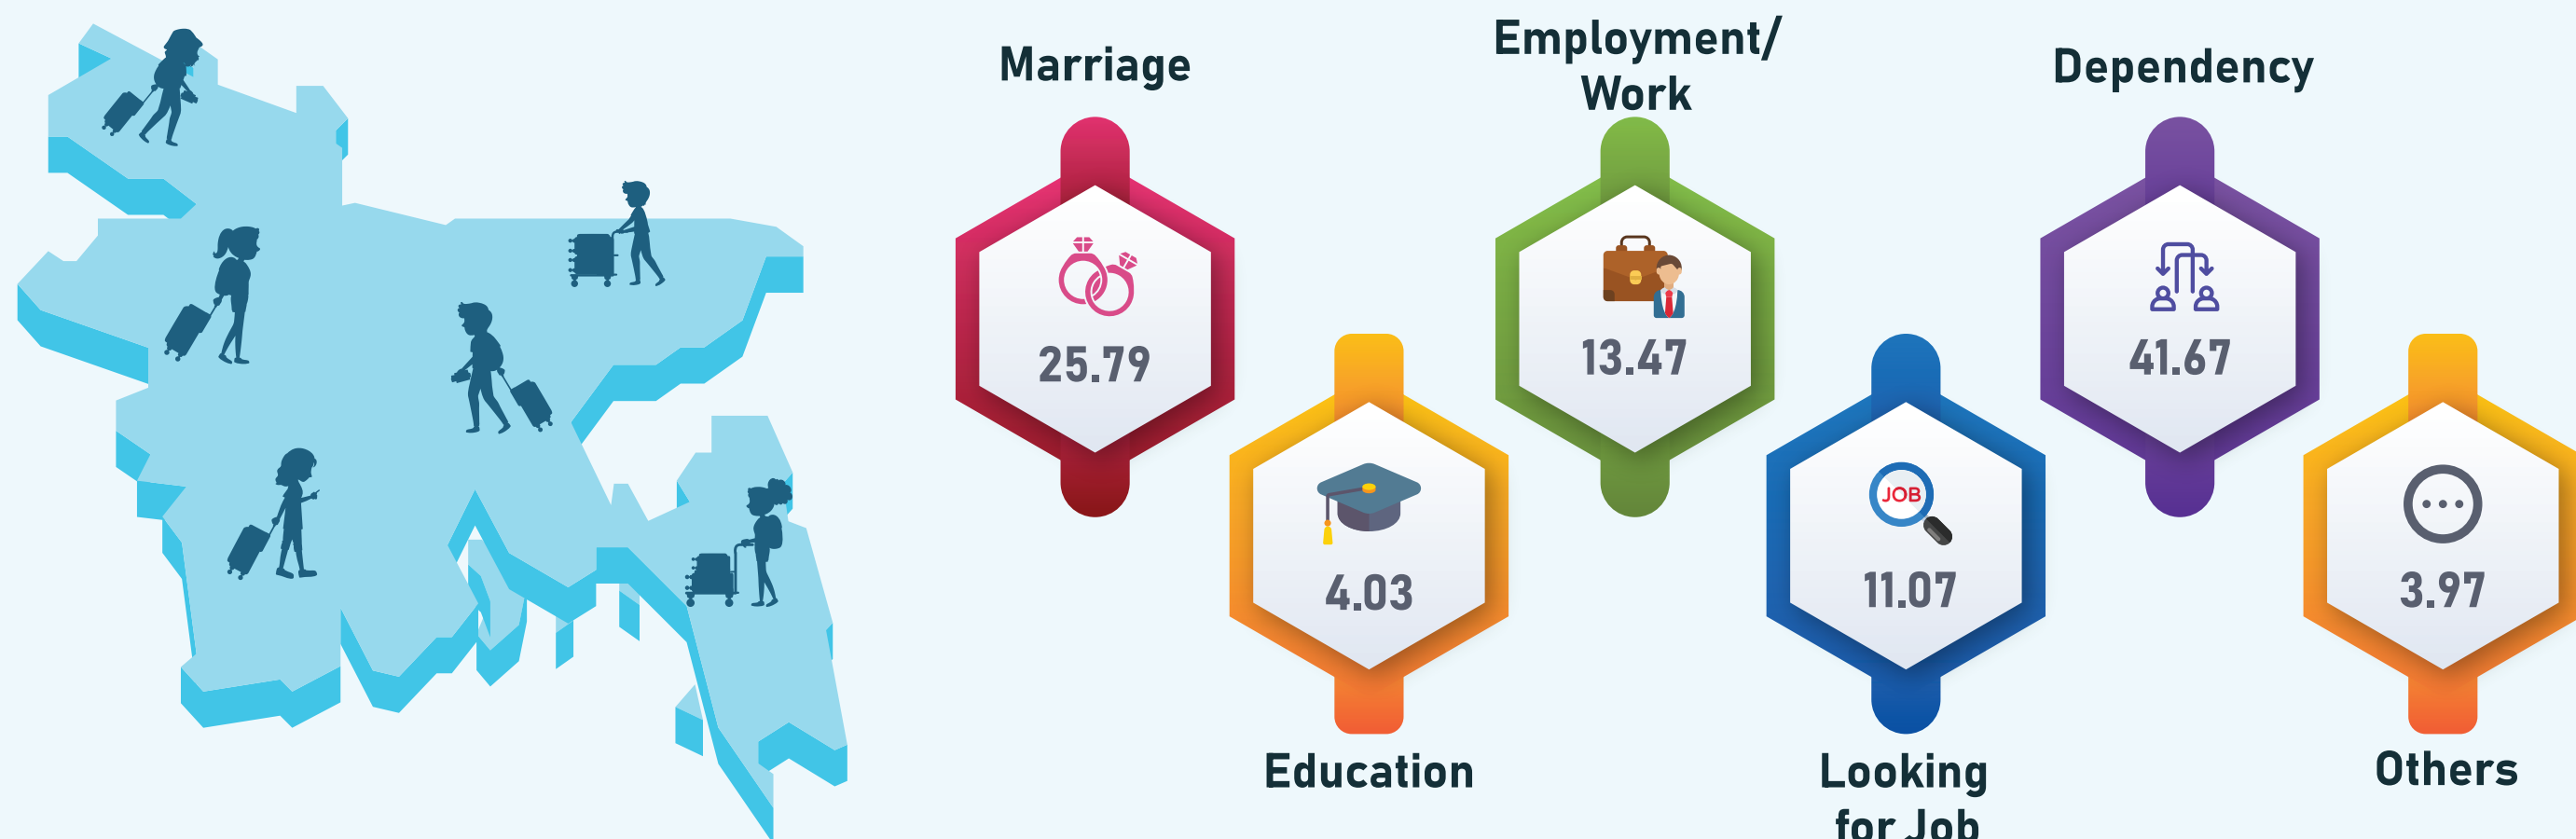 Marriage
25.79
Education
4.03
Employment/
Work
13.47
Looking
for Job
JOB
11.07
Dependency
41.67
Others
3.97